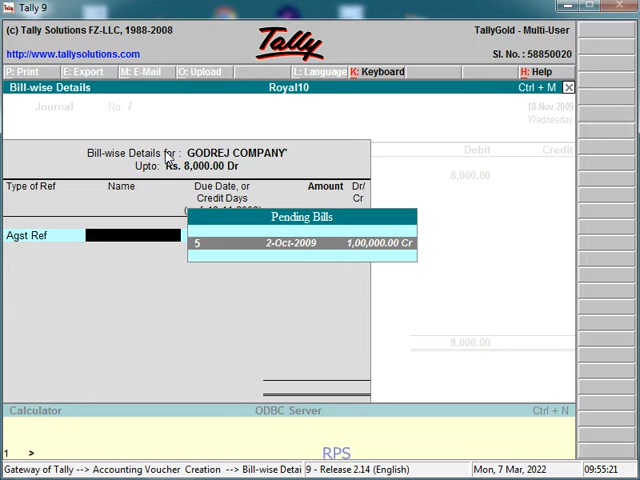 Tally 9
(c) Tally Solutions FZ-LLC, 1988-2008
http://www.tallysolutions.com
Tally
TallyGold - Multi-User
Sl. No. : 58850020
P: Print E: Export M: E-Mail O: Upload L: Language K: Keyboard H: Help
Bill-wise Details Royal10 Ctrl + M
Journal No. 7 18-Nov-2009
Wednesday
Debit Credit
Bill-wise Details for : GODREJ COMPANY'
Upto: Rs. 8,000.00 Dr
8,000.00
Type of Ref Name Due Date, or Amount Dr/
Credit Days Cr
Pending Bills
Agst Ref
5 2-Oct-2009 1,00,000.00 Cr
8,000.00
Calculator ODBC Server Ctrl + N
1 >
RPS
Gateway of Tally --> Accounting Voucher Creation --> Bill-wise Detai 9 - Release 2.14 (English) Mon, 7 Mar, 2022 09:55:21